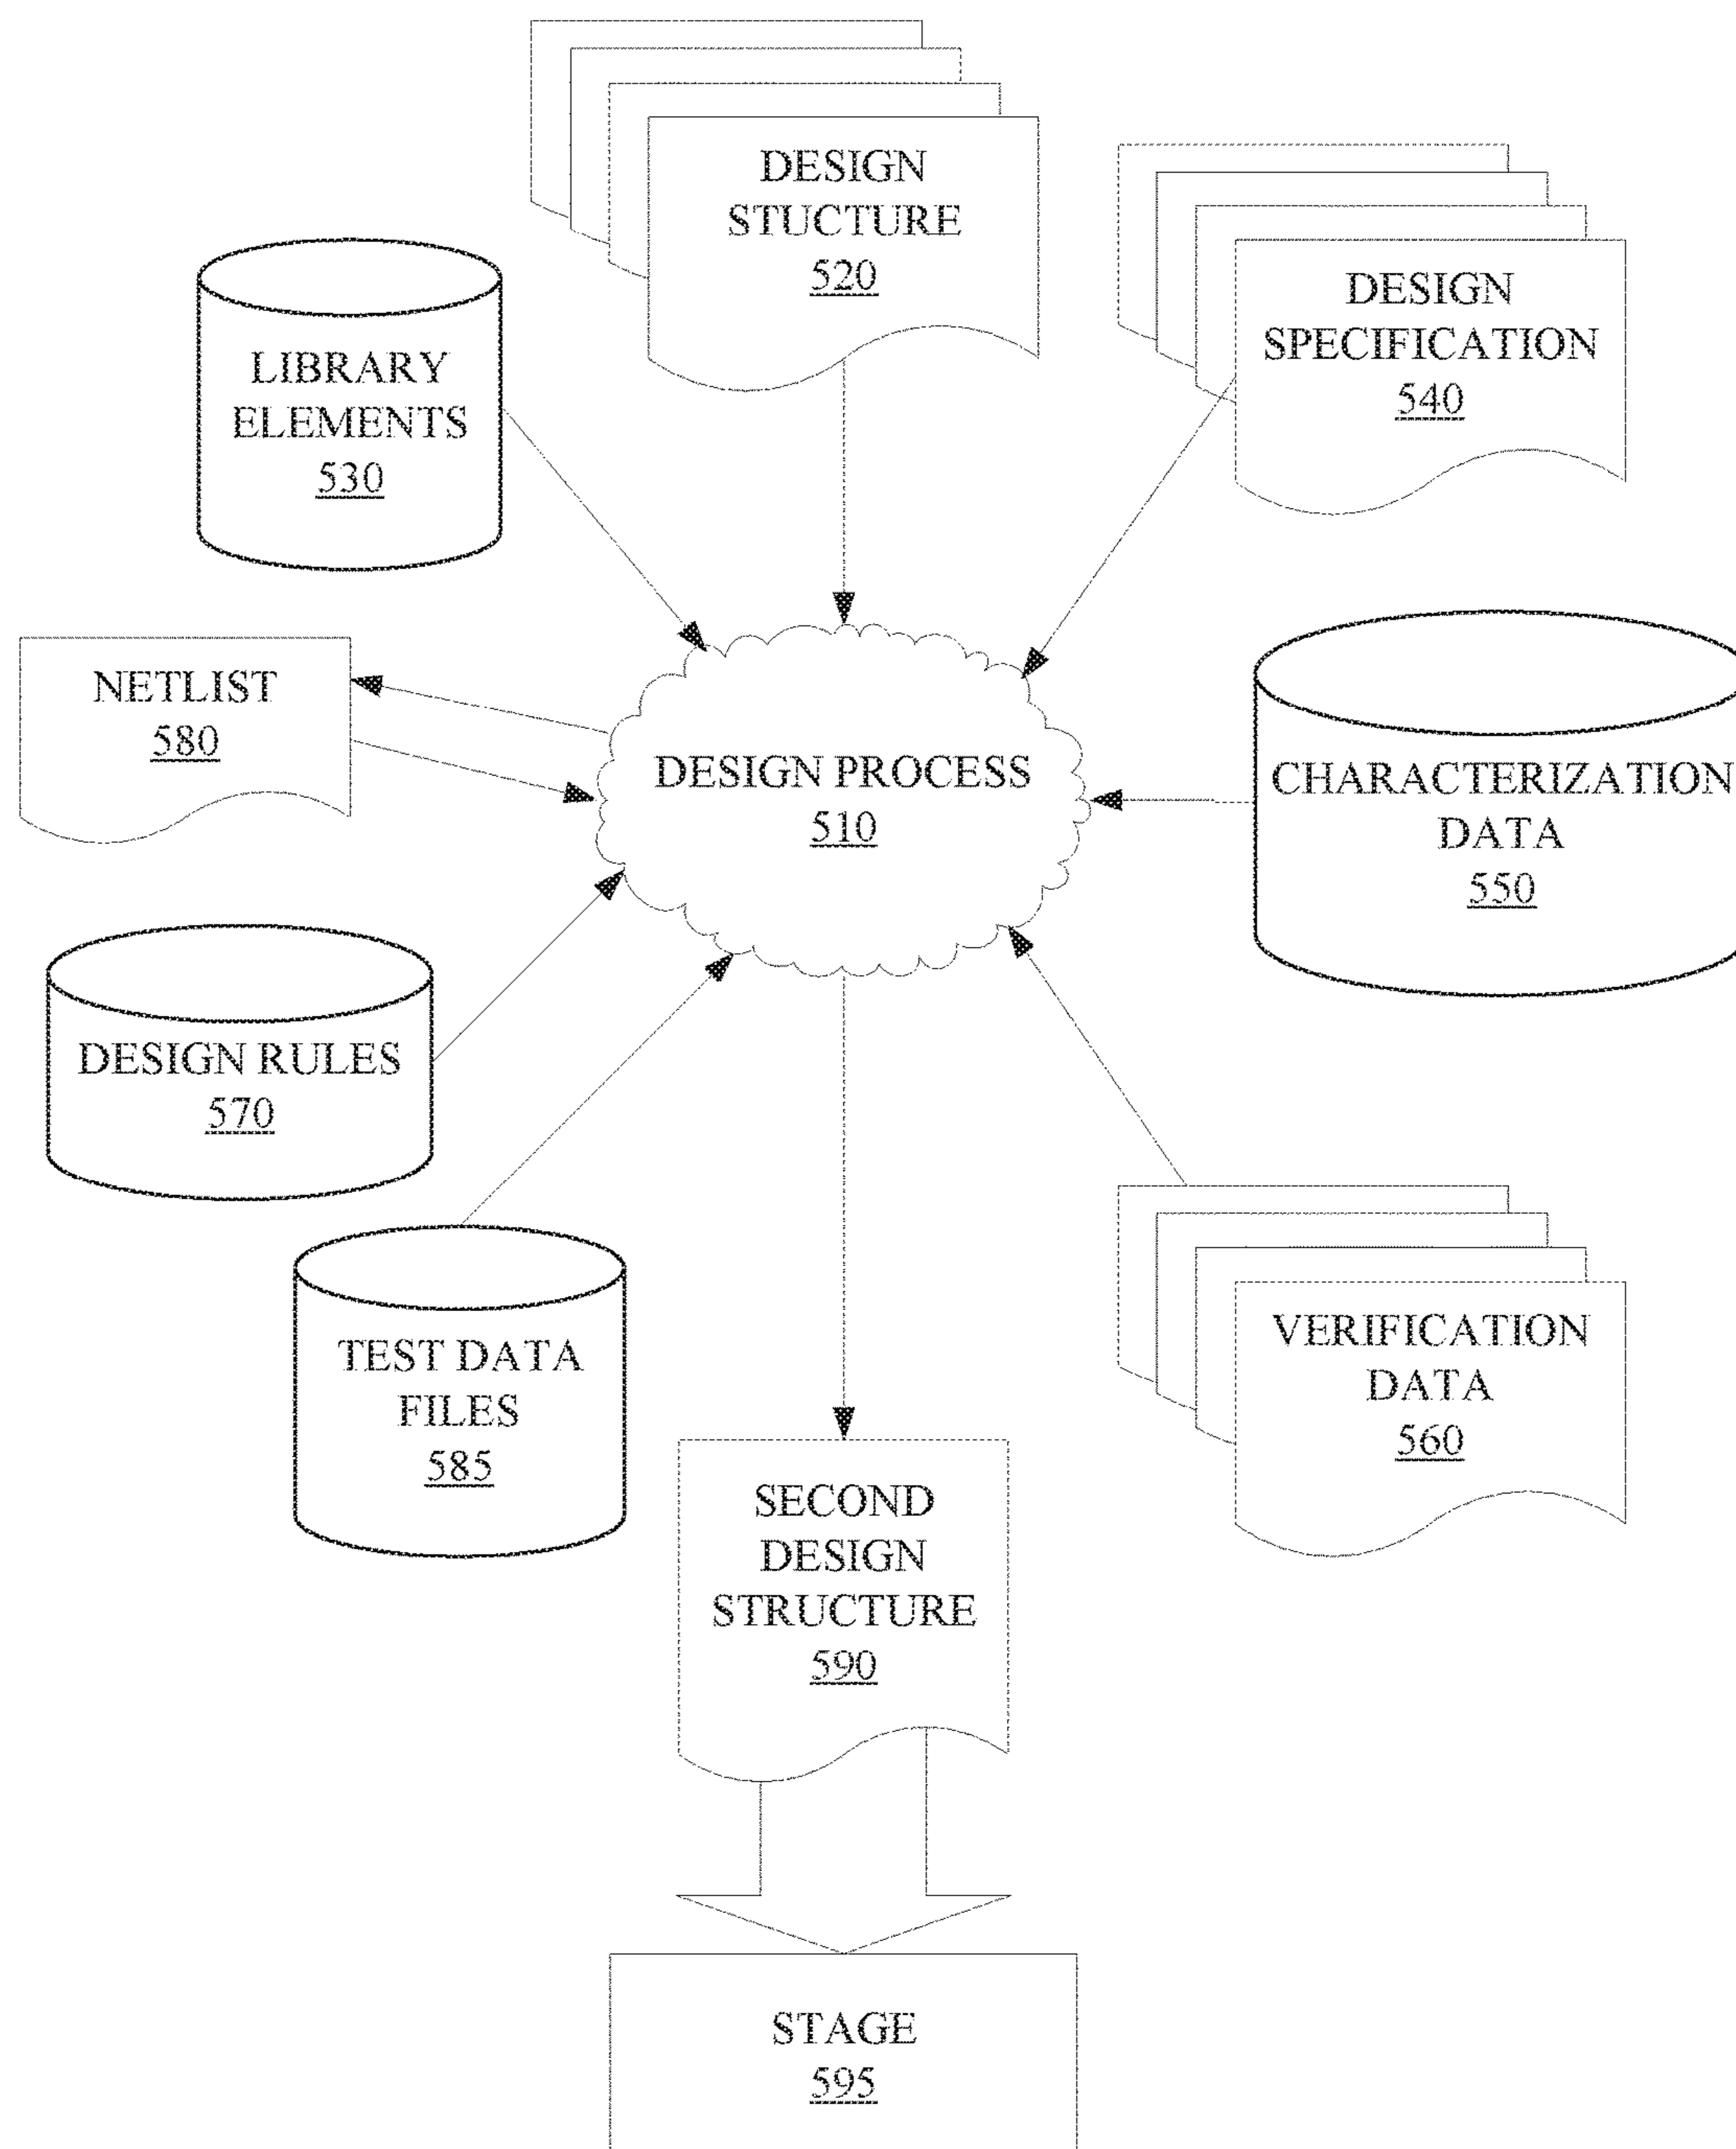 DESIGN
STUCTURE
520
DESIGN
SPECIFICATION
540
LIBRARY
ELEMENTS
530
NETLIST
580
DESIGN PROCESS
510
CHARACTERIZATION
DATA
550
DESIGN RULES
570
TEST DATA
FILES
585
VERIFICATION
DATA
560
SECOND
DESIGN
STRUCTURE
590
STAGE
595